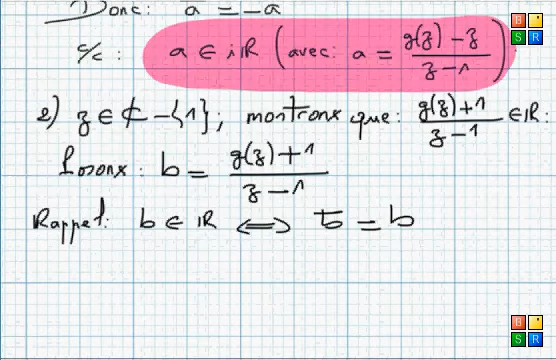 Donc: a = -a
B
c/c: a ∈ iℝ (avec: a = (g(z) - z)/(z - 1))
S R
2) z ∈ ℂ - {1}; montrons que: (g(z)+1)/(z - 1) ∈ ℝ:
Posons: b = (g(z)+1)/(z - 1)
Rappel: b ∈ ℝ ⟺ b̅ = b
B
S R